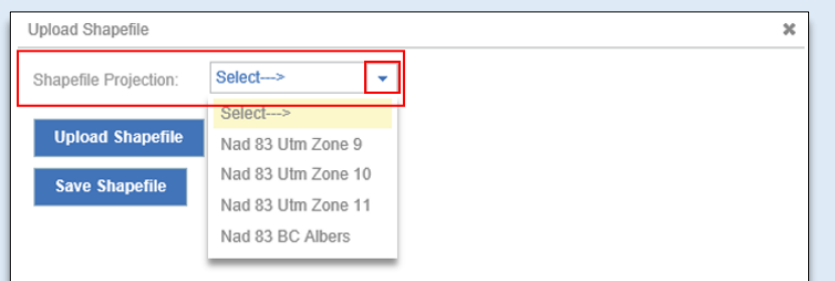 Upload Shapefile
Shapefile Projection: Select--->
Select--->
Upload Shapefile
Nad 83 Utm Zone 9
Nad 83 Utm Zone 10
Save Shapefile
Nad 83 Utm Zone 11
Nad 83 BC Albers